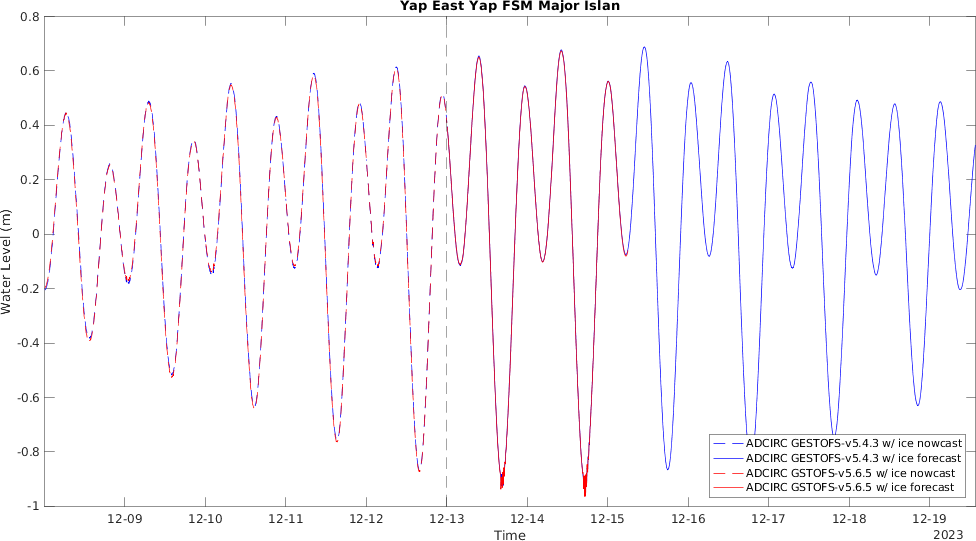 Yap East Yap FSM Major Islan
0.8
0.6
0.4
0.2
0
-0.2
-0.4
-0.6
-0.8
-1
Water Level (m)
ADCIRC GESTOFS-v5.4.3 w/ ice nowcast
ADCIRC GESTOFS-v5.4.3 w/ ice forecast
ADCIRC GSTOFS-v5.6.5 w/ ice nowcast
ADCIRC GSTOFS-v5.6.5 w/ ice forecast
12-09 12-10 12-11 12-12 12-13 12-14 12-15 12-16 12-17 12-18 12-19
Time
2023